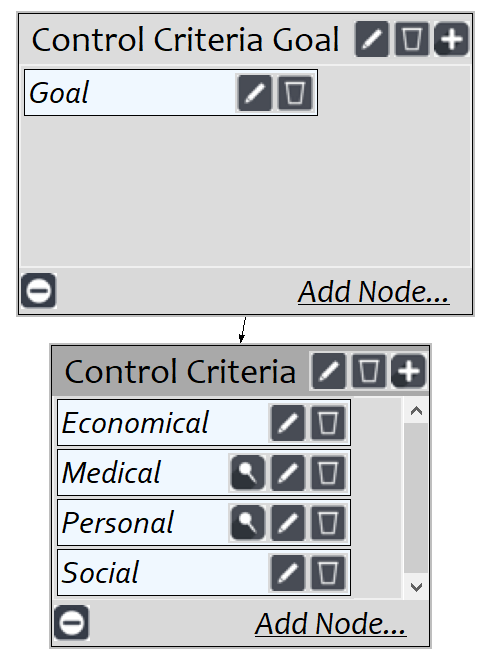 Control Criteria Goal
Goal
Add Node...
Control Criteria
Economical
Medical
Personal
Social
Add Node...